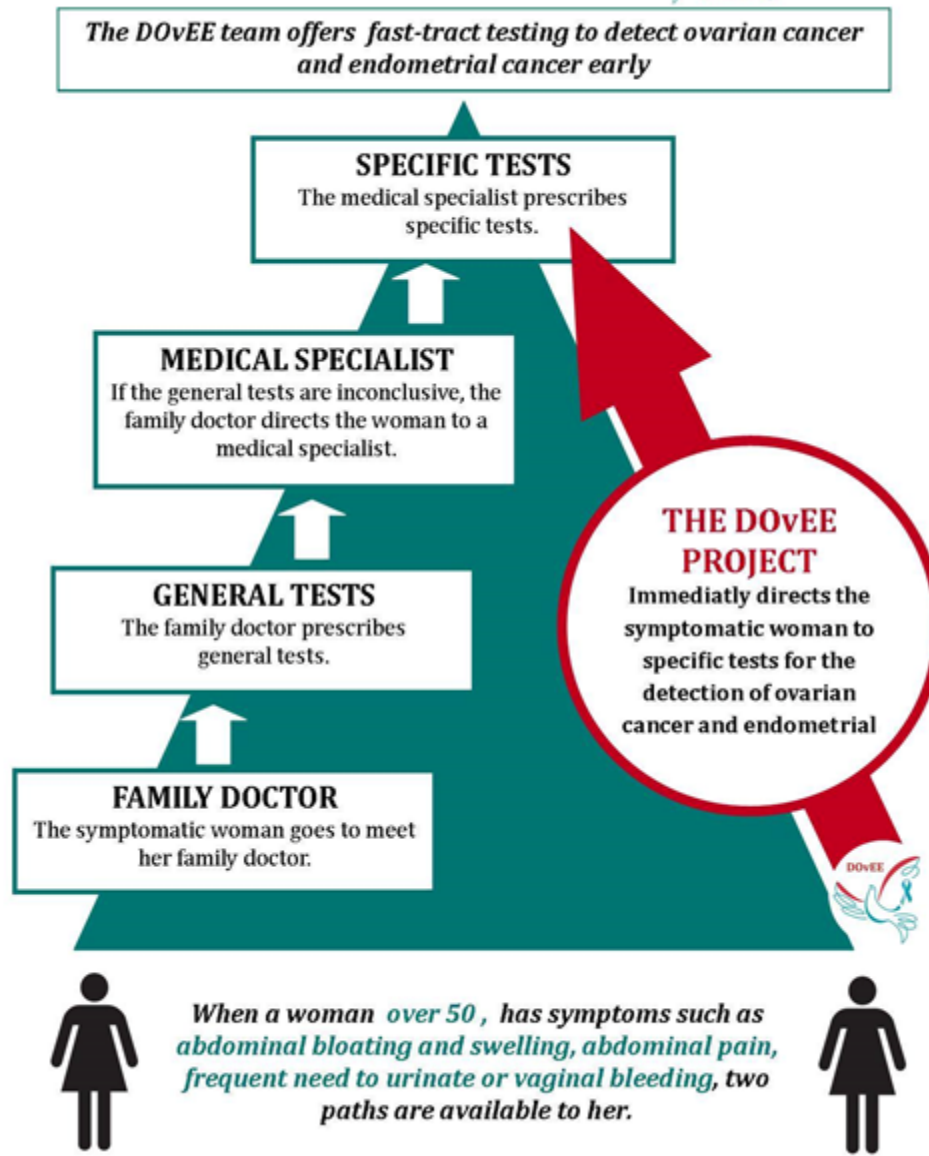 The DOvEE team offers fast-tract testing to detect ovarian cancer
and endometrial cancer early
SPECIFIC TESTS
The medical specialist prescribes
specific tests.
MEDICAL SPECIALIST
If the general tests are inconclusive, the
family doctor directs the woman to a
medical specialist.
GENERAL TESTS
The family doctor prescribes
general tests.
FAMILY DOCTOR
The symptomatic woman goes to meet
her family doctor.
THE DOvEE
PROJECT
Immediatly directs the
symptomatic woman to
specific tests for the
detection of ovarian
cancer and endometrial
DOvEE
When a woman over 50 , has symptoms such as
abdominal bloating and swelling, abdominal pain,
frequent need to urinate or vaginal bleeding, two
paths are available to her.